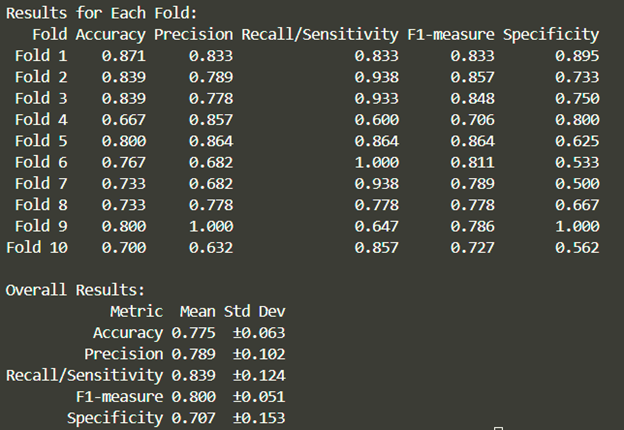 Results for Each Fold:
Fold Accuracy Precision Recall/Sensitivity F1-measure Specificity
Fold 1 0.871 0.833 0.833 0.833 0.895
Fold 2 0.839 0.789 0.938 0.857 0.733
Fold 3 0.839 0.778 0.933 0.848 0.750
Fold 4 0.667 0.857 0.600 0.706 0.800
Fold 5 0.800 0.864 0.864 0.864 0.625
Fold 6 0.767 0.682 1.000 0.811 0.533
Fold 7 0.733 0.682 0.938 0.789 0.500
Fold 8 0.733 0.778 0.778 0.778 0.667
Fold 9 0.800 1.000 0.647 0.786 1.000
Fold 10 0.700 0.632 0.857 0.727 0.562
Overall Results:
Metric Mean Std Dev
Accuracy 0.775 ±0.063
Precision 0.789 ±0.102
Recall/Sensitivity 0.839 ±0.124
F1-measure 0.800 ±0.051
Specificity 0.707 ±0.153